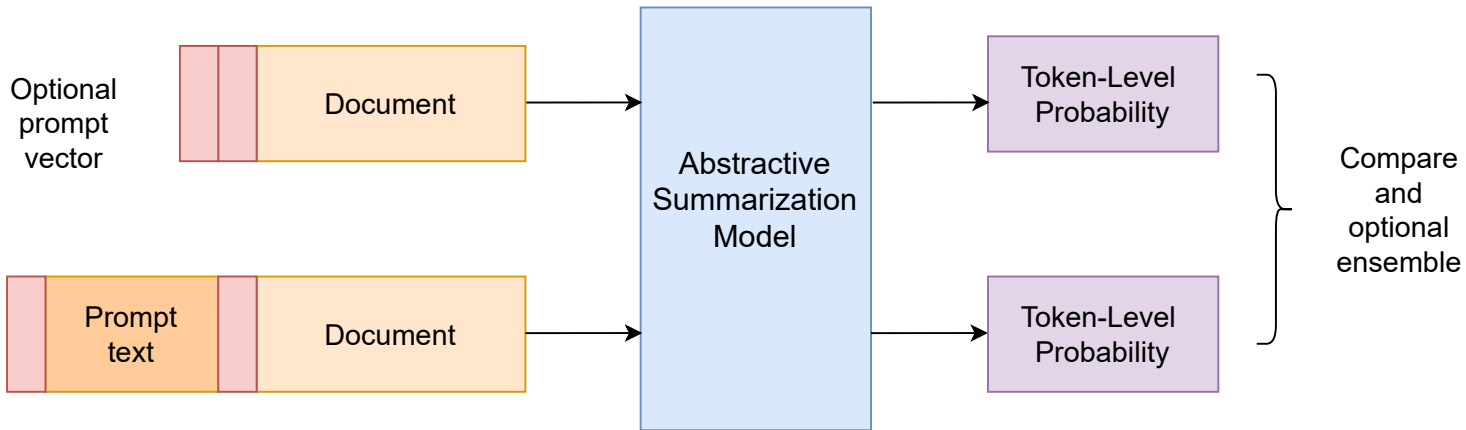 Optional
prompt
vector
Document
Abstractive
Summarization
Model
Token-Level
Probability
Compare
and
optional
ensemble
Prompt
text
Document
Token-Level
Probability